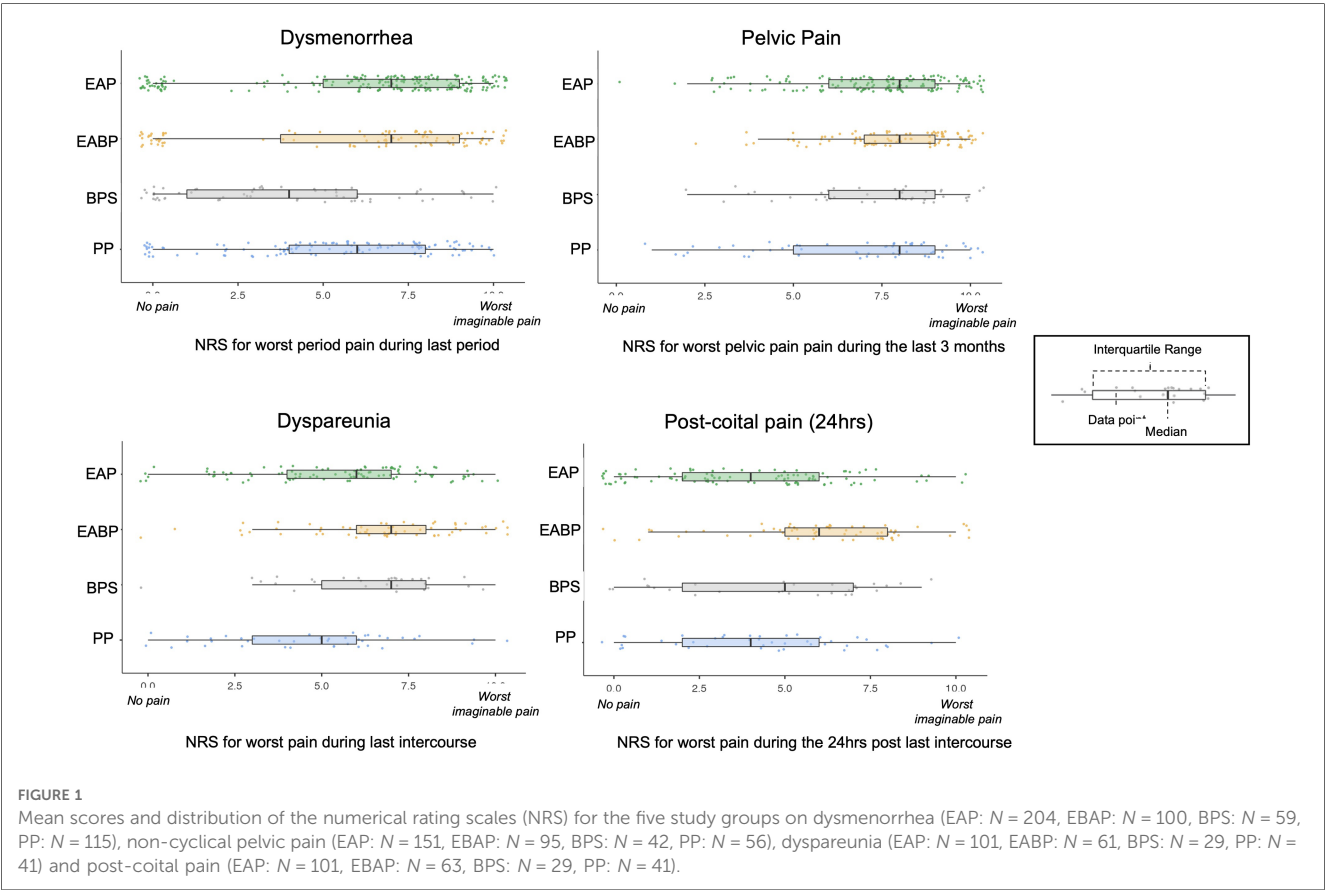 Dysmenorrhea
EAP
EABP
BPS
PP
2.5
5.0
7.5
No pain
Worst
imaginable pain
NRS for worst period pain during last period
Pelvic Pain
EAP
EABP
BPS
PP
2.5
5.0
7.5
10.0
No pain
Worst
imaginable pain
NRS for worst pelvic pain pain during the last 3 months
Interquartile Range
Data
Median
Dyspareunia
EAP
EABP
BPS
PP
2.5
5.0
7.5
No pain
Worst
imaginable pain
NRS for worst pain during last intercourse
Post-coital pain (24hrs)
EAP
EABP
BPS
PP
0.0
2.5
5.0
7.5
10.0
No pain
Worst
imaginable pain
NRS for worst pain during the 24hrs post last intercourse
FIGURE 1
Mean scores and distribution of the numerical rating scales (NRS) for the five study groups on dysmenorrhea (EAP: N = 204, EBAP: N = 100, BPS: N = 59,
PP: N = 115), non-cyclical pelvic pain (EAP: N = 151, EBAP: N = 95, BPS: N = 42, PP: N = 56), dyspareunia (EAP: N = 101, EABP: N = 61, BPS: N = 29, PP: N =
41) and post-coital pain (EAP: N = 101, EBAP: N = 63, BPS: N = 29, PP: N = 41).